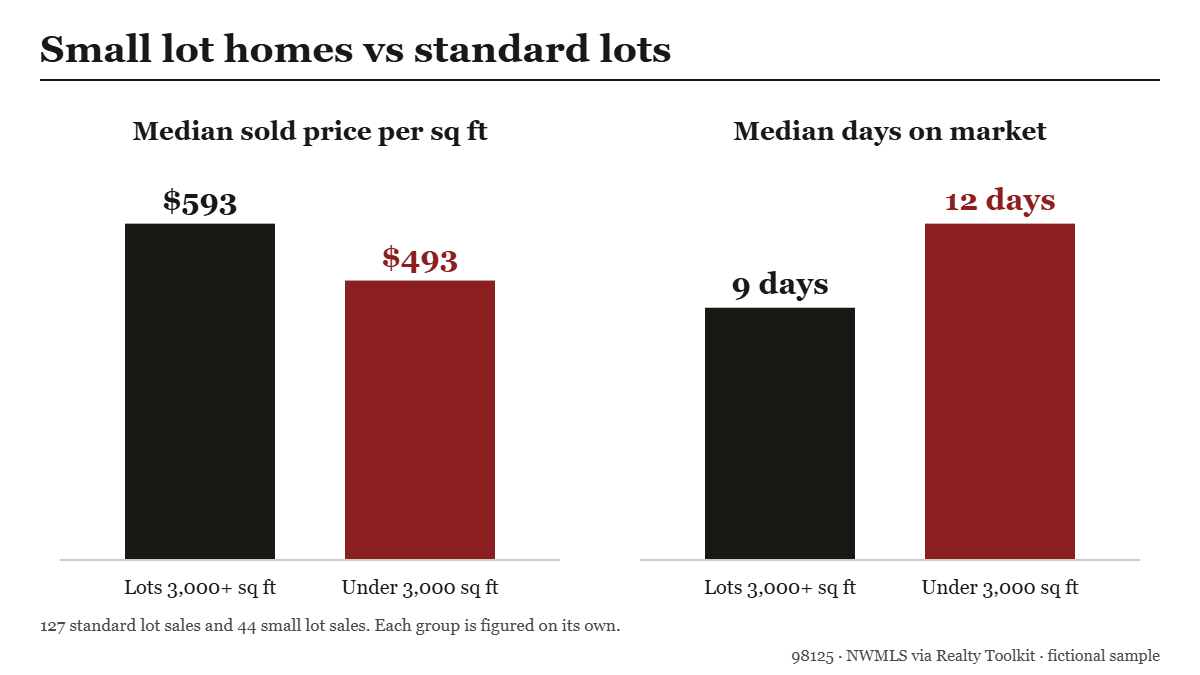 Small lot homes vs standard lots
Median sold price per sq ft
$593
$493
Lots 3,000+ sq ft
Under 3,000 sq ft
Median days on market
9 days
12 days
Lots 3,000+ sq ft
Under 3,000 sq ft
127 standard lot sales and 44 small lot sales. Each group is figured on its own.
98125 · NWMLS via Realty Toolkit · fictional sample